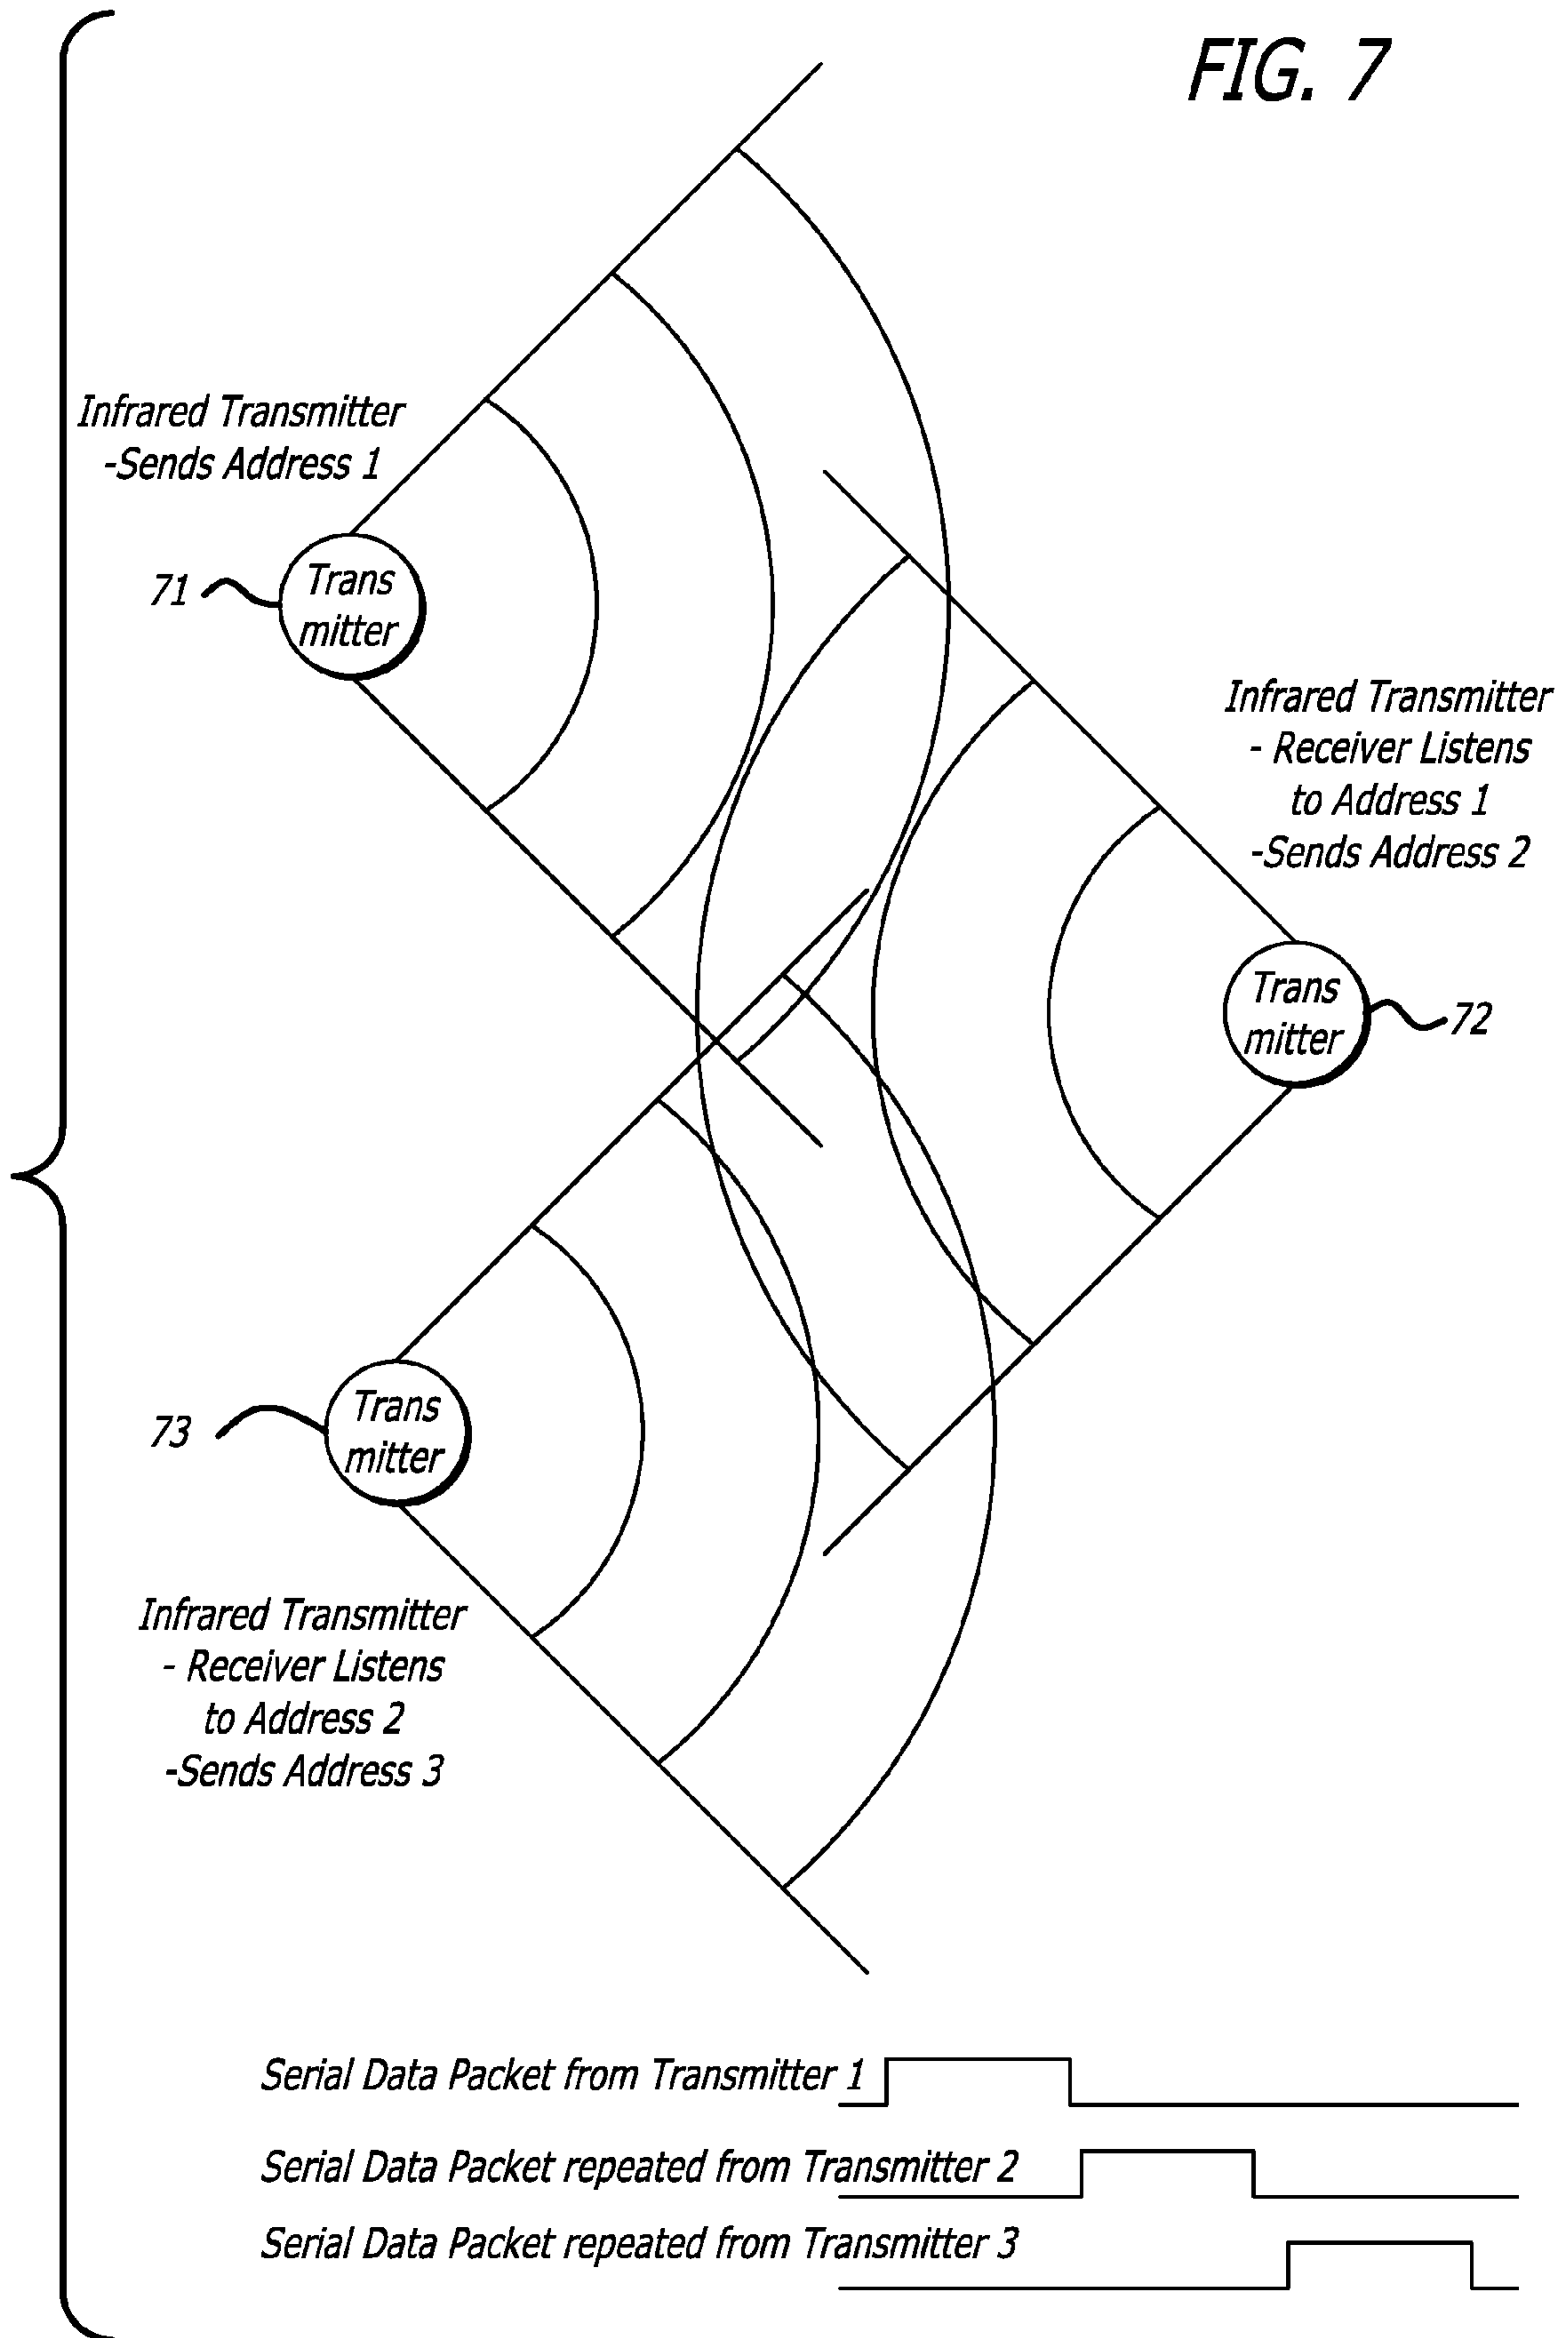 FIG. 7
Infrared Transmitter
-Sends Address 1
71
Trans
mitter
Infrared Transmitter
- Receiver Listens
to Address 1
-Sends Address 2
Trans
mitter
72
73
Trans
mitter
Infrared Transmitter
- Receiver Listens
to Address 2
-Sends Address 3
Serial Data Packet from Transmitter 1
Serial Data Packet repeated from Transmitter 2
Serial Data Packet repeated from Transmitter 3